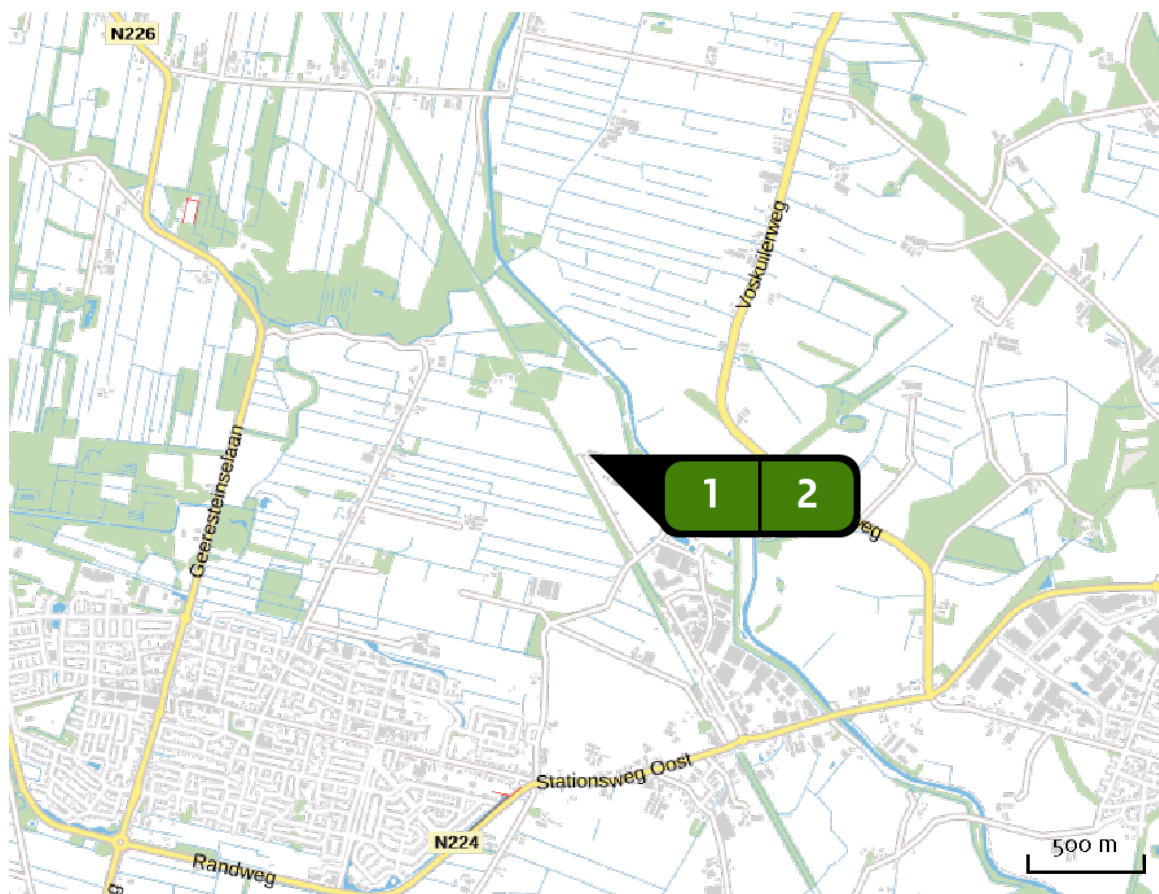 N226
Voskuilerweg
Geeresteinselaan
1 2
weg
Stationsweg Oost
N224
Randweg
500 m
g